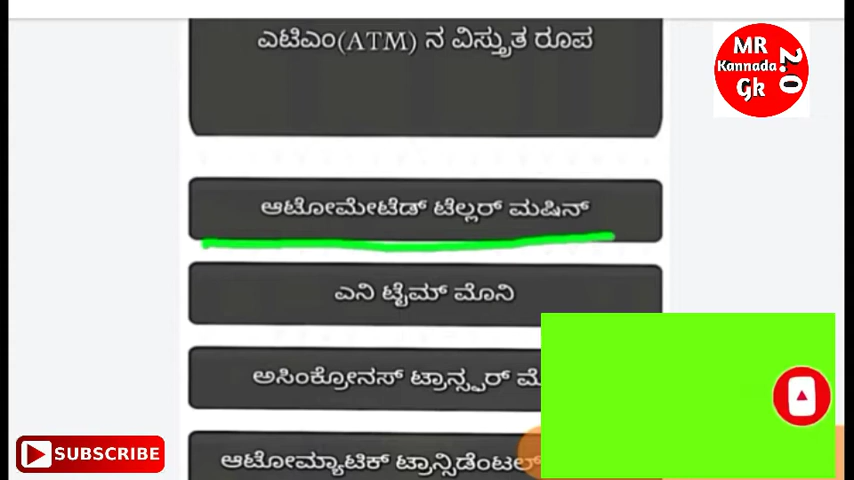 ಎಟಿಎಂ(ATM) ನ ವಿಸ್ತ್ರುತ ರೂಪ
MR
Kannada
Gk
2.0
ಆಟೋಮೇಟೆಡ್ ಟೆಲ್ಲರ್ ಮಷಿನ್
ಎನಿ ಟೈಮ್ ಮೊನಿ
ಅಸಿಂಕ್ರೋನಸ್ ಟ್ರಾನ್ಸ್ಫರ್
ಆಟೋಮ್ಯಾಟಿಕ್ ಟ್ರಾನ್ಸಿಡೆಂಟಲ್
SUBSCRIBE